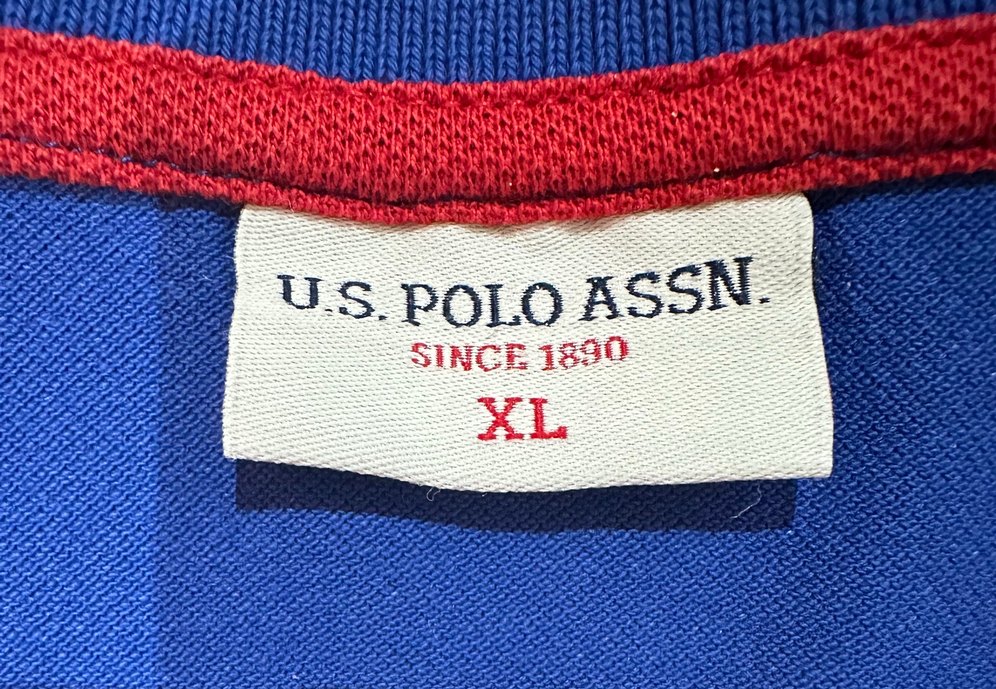 U.S. POLO ASSN.
SINCE 1890
XL